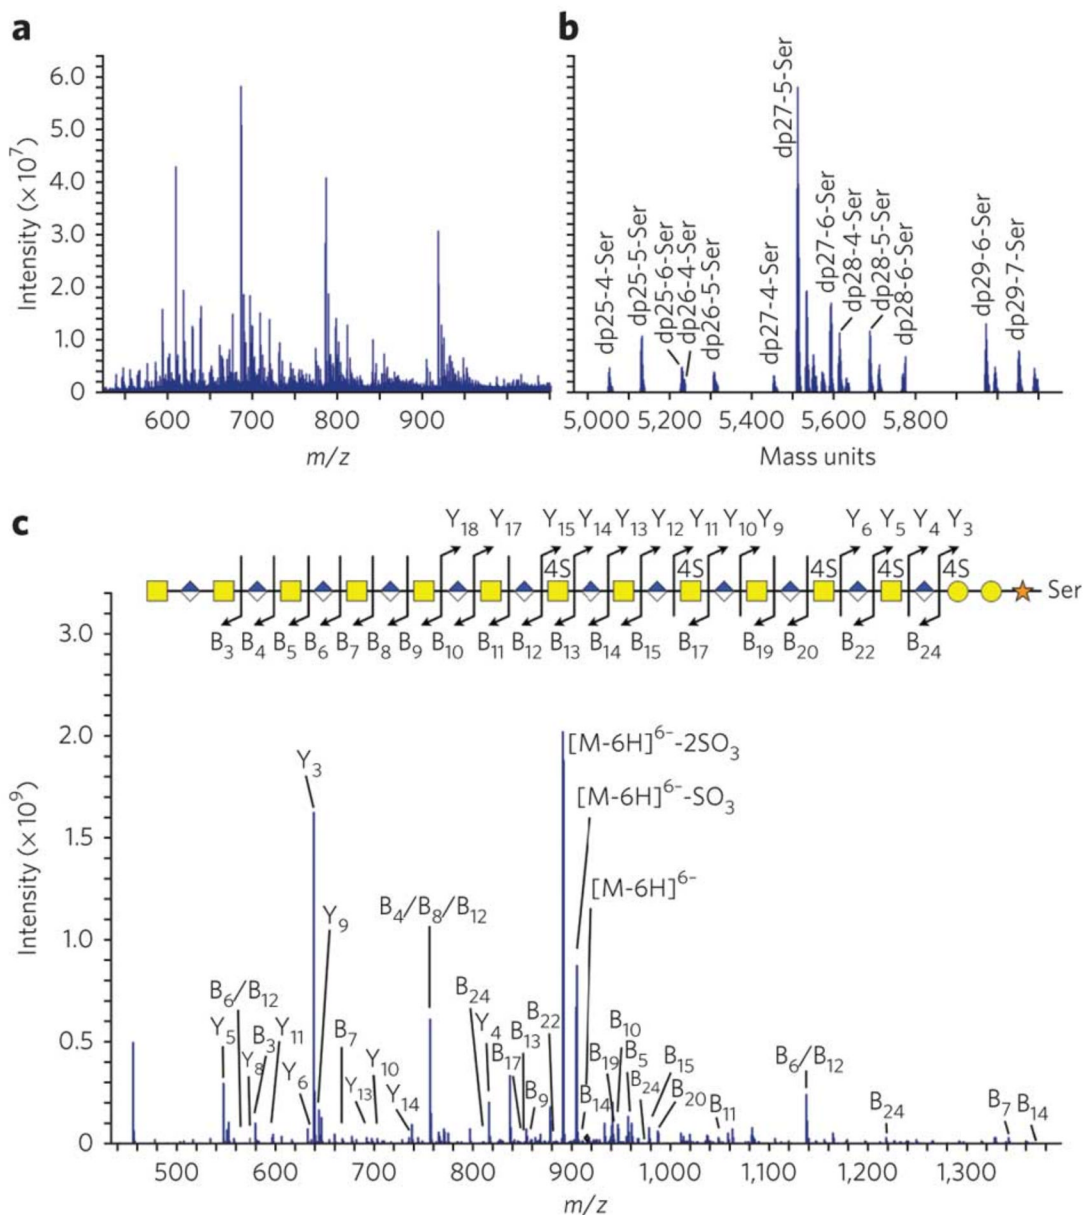 a
Intensity (× 10⁷)
6.0
5.0
4.0
3.0
2.0
1.0
0
600 700 800 900
m/z
b
dp25-4-Ser
dp25-5-Ser
dp25-6-Ser
dp26-4-Ser
dp26-5-Ser
dp27-4-Ser
dp27-5-Ser
dp27-6-Ser
dp28-4-Ser
dp28-5-Ser
dp28-6-Ser
dp29-6-Ser
dp29-7-Ser
5,000 5,200 5,400 5,600 5,800
Mass units
c
Y₁₈ Y₁₇ Y₁₅ Y₁₄ Y₁₃ Y₁₂ Y₁₁ Y₁₀ Y₉ Y₆ Y₅ Y₄ Y₃
4S 4S 4S 4S 4S
Ser
B₃ B₄ B₅ B₆ B₇ B₈ B₉ B₁₀ B₁₁ B₁₂ B₁₃ B₁₄ B₁₅ B₁₇ B₁₉ B₂₀ B₂₂ B₂₄
Intensity (× 10⁹)
3.0
2.0
1.5
1.0
0.5
0
[M-6H]⁶⁻-2SO₃
[M-6H]⁶⁻-SO₃
[M-6H]⁶⁻
Y₃
Y₉
B₄/B₈/B₁₂
B₆/B₁₂
Y₅
Y₈
B₃
Y₁₁
Y₆
B₇
Y₁₃
Y₁₀
Y₁₄
B₂₄
Y₄
B₁₇
B₁₃
B₉
B₂₂
B₁₄
B₁₉
B₁₀
B₅
B₂₄
B₁₅
B₂₀
B₁₁
B₆/B₁₂
B₂₄
B₇
B₁₄
500 600 700 800 900 1,000 1,100 1,200 1,300
m/z